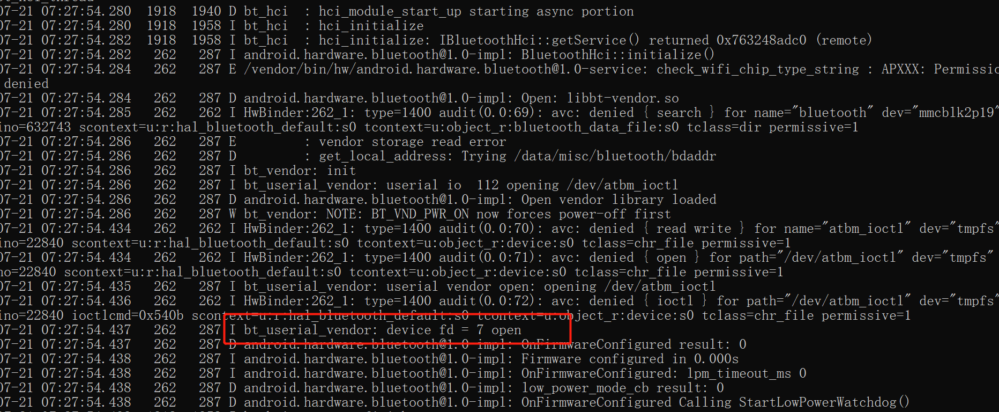 bt_hci_thread
07-21 07:27:54.280  1918  1940 D bt_hci  : hci_module_start_up starting async portion
07-21 07:27:54.280  1918  1958 I bt_hci  : hci_initialize
07-21 07:27:54.282  1918  1958 I bt_hci  : hci_initialize: IBluetoothHci::getService() returned 0x763248adc0 (remote)
07-21 07:27:54.282   262   287 I android.hardware.bluetooth@1.0-impl: BluetoothHci::initialize()
07-21 07:27:54.284   262   287 E /vendor/bin/hw/android.hardware.bluetooth@1.0-service: check_wifi_chip_type_string : APXXX: Permissio
denied
07-21 07:27:54.284   262   287 D android.hardware.bluetooth@1.0-impl: Open: libbt-vendor.so
07-21 07:27:54.285   262   262 I HwBinder:262_1: type=1400 audit(0.0:69): avc: denied { search } for name="bluetooth" dev="mmcblk2p19"
ino=632743 scontext=u:r:hal_bluetooth_default:s0 tcontext=u:object_r:bluetooth_data_file:s0 tclass=dir permissive=1
07-21 07:27:54.286   262   287 E         : vendor storage read error
07-21 07:27:54.286   262   287 D         : get_local_address: Trying /data/misc/bluetooth/bdaddr
07-21 07:27:54.286   262   287 I bt_vendor: init
07-21 07:27:54.286   262   287 I bt_userial_vendor: userial io  112 opening /dev/atbm_ioctl
07-21 07:27:54.286   262   287 D android.hardware.bluetooth@1.0-impl: Open vendor library loaded
07-21 07:27:54.286   262   287 W bt_vendor: NOTE: BT_VND_PWR_ON now forces power-off first
07-21 07:27:54.434   262   262 I HwBinder:262_1: type=1400 audit(0.0:70): avc: denied { read write } for name="atbm_ioctl" dev="tmpfs"
ino=22840 scontext=u:r:hal_bluetooth_default:s0 tcontext=u:object_r:device:s0 tclass=chr_file permissive=1
07-21 07:27:54.434   262   262 I HwBinder:262_1: type=1400 audit(0.0:71): avc: denied { open } for path="/dev/atbm_ioctl" dev="tmpfs"
no=22840 scontext=u:r:hal_bluetooth_default:s0 tcontext=u:object_r:device:s0 tclass=chr_file permissive=1
07-21 07:27:54.435   262   287 I bt_userial_vendor: userial vendor open: opening /dev/atbm_ioctl
07-21 07:27:54.436   262   262 I HwBinder:262_1: type=1400 audit(0.0:72): avc: denied { ioctl } for path="/dev/atbm_ioctl" dev="tmpfs"
ino=22840 ioctlcmd=0x540b scontext=u:r:hal_bluetooth_default:s0 tcontext=u:object_r:device:s0 tclass=chr_file permissive=1
07-21 07:27:54.437   262   287 I bt_userial_vendor: device fd = 7 open
07-21 07:27:54.437   262   287 D android.hardware.bluetooth@1.0-impl: OnFirmwareConfigured result: 0
07-21 07:27:54.438   262   287 I android.hardware.bluetooth@1.0-impl: Firmware configured in 0.000s
07-21 07:27:54.438   262   287 I android.hardware.bluetooth@1.0-impl: OnFirmwareConfigured: lpm_timeout_ms 0
07-21 07:27:54.438   262   287 D android.hardware.bluetooth@1.0-impl: low_power_mode_cb result: 0
07-21 07:27:54.438   262   287 D android.hardware.bluetooth@1.0-impl: OnFirmwareConfigured Calling StartLowPowerWatchdog()